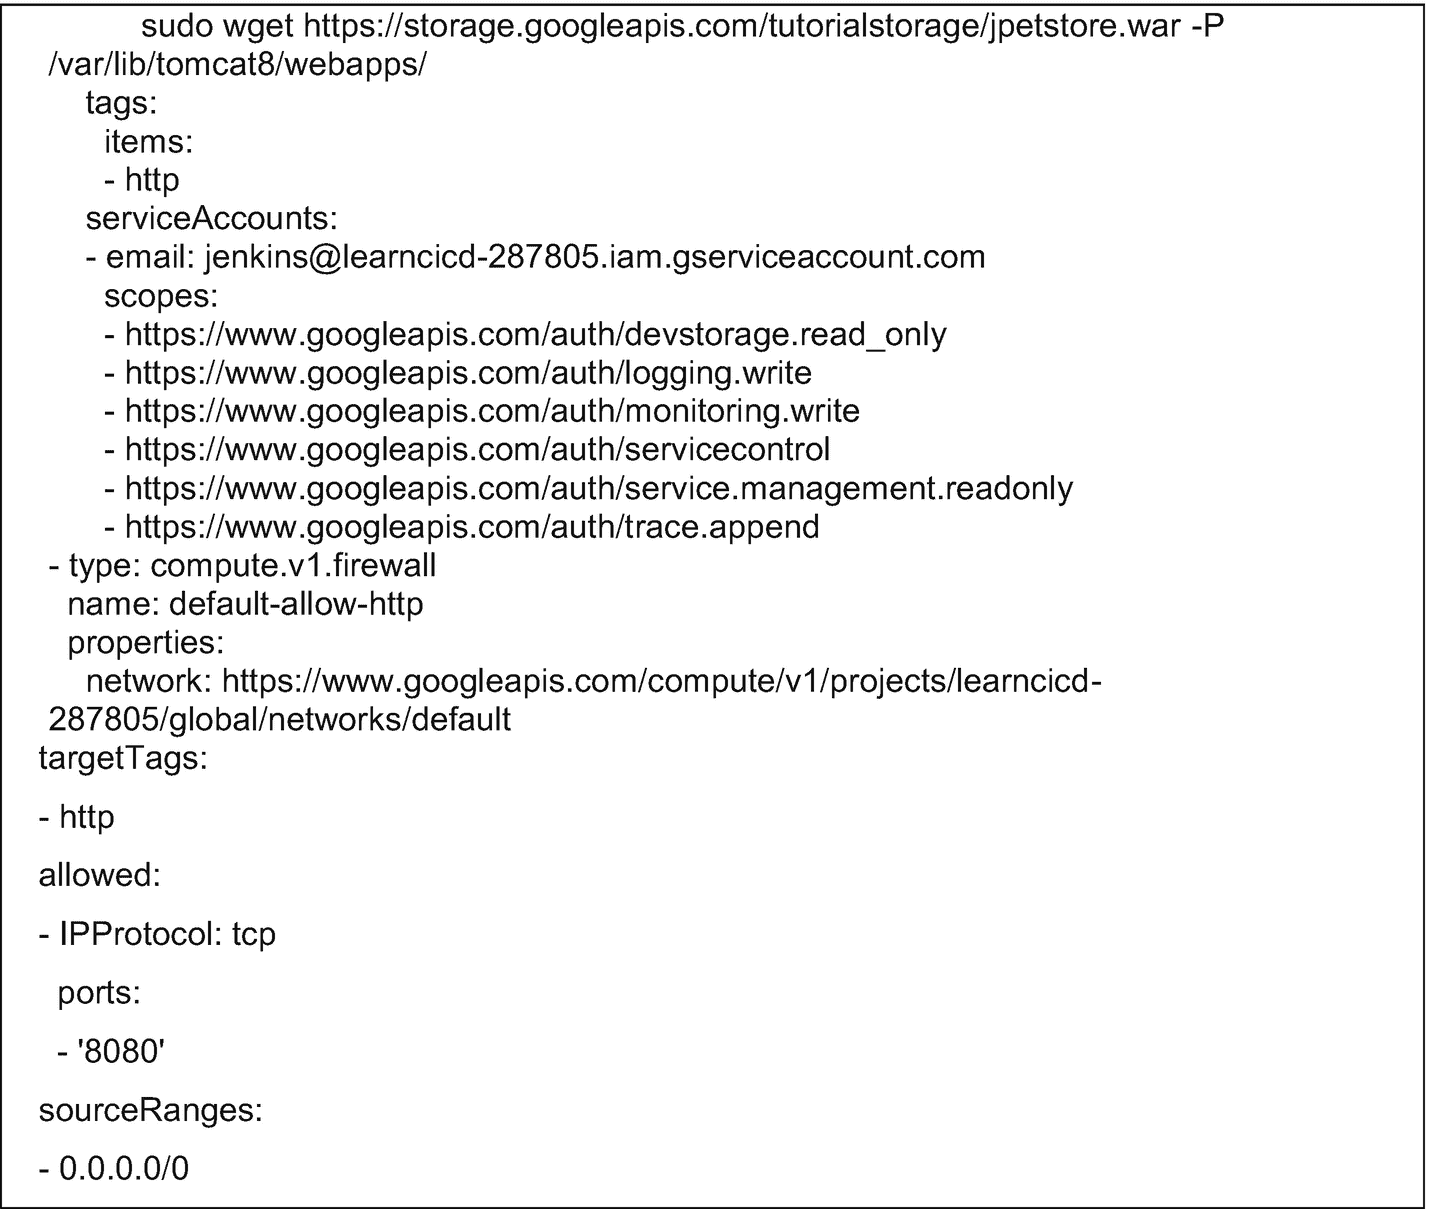 sudo wget https://storage.googleapis.com/tutorialstorage/jpetstore.war -P
/var/lib/tomcat8/webapps/
tags:
items:
- http
serviceAccounts:
- email: jenkins@learncicd-287805.iam.gserviceaccount.com
scopes:
- https://www.googleapis.com/auth/devstorage.read_only
- https://www.googleapis.com/auth/logging.write
- https://www.googleapis.com/auth/monitoring.write
- https://www.googleapis.com/auth/servicecontrol
- https://www.googleapis.com/auth/service.management.readonly
- https://www.googleapis.com/auth/trace.append
- type: compute.v1.firewall
name: default-allow-http
properties:
network: https://www.googleapis.com/compute/v1/projects/learncicd-
287805/global/networks/default
targetTags:
- http
allowed:
- IPProtocol: tcp
ports:
- '8080'
sourceRanges:
- 0.0.0.0/0